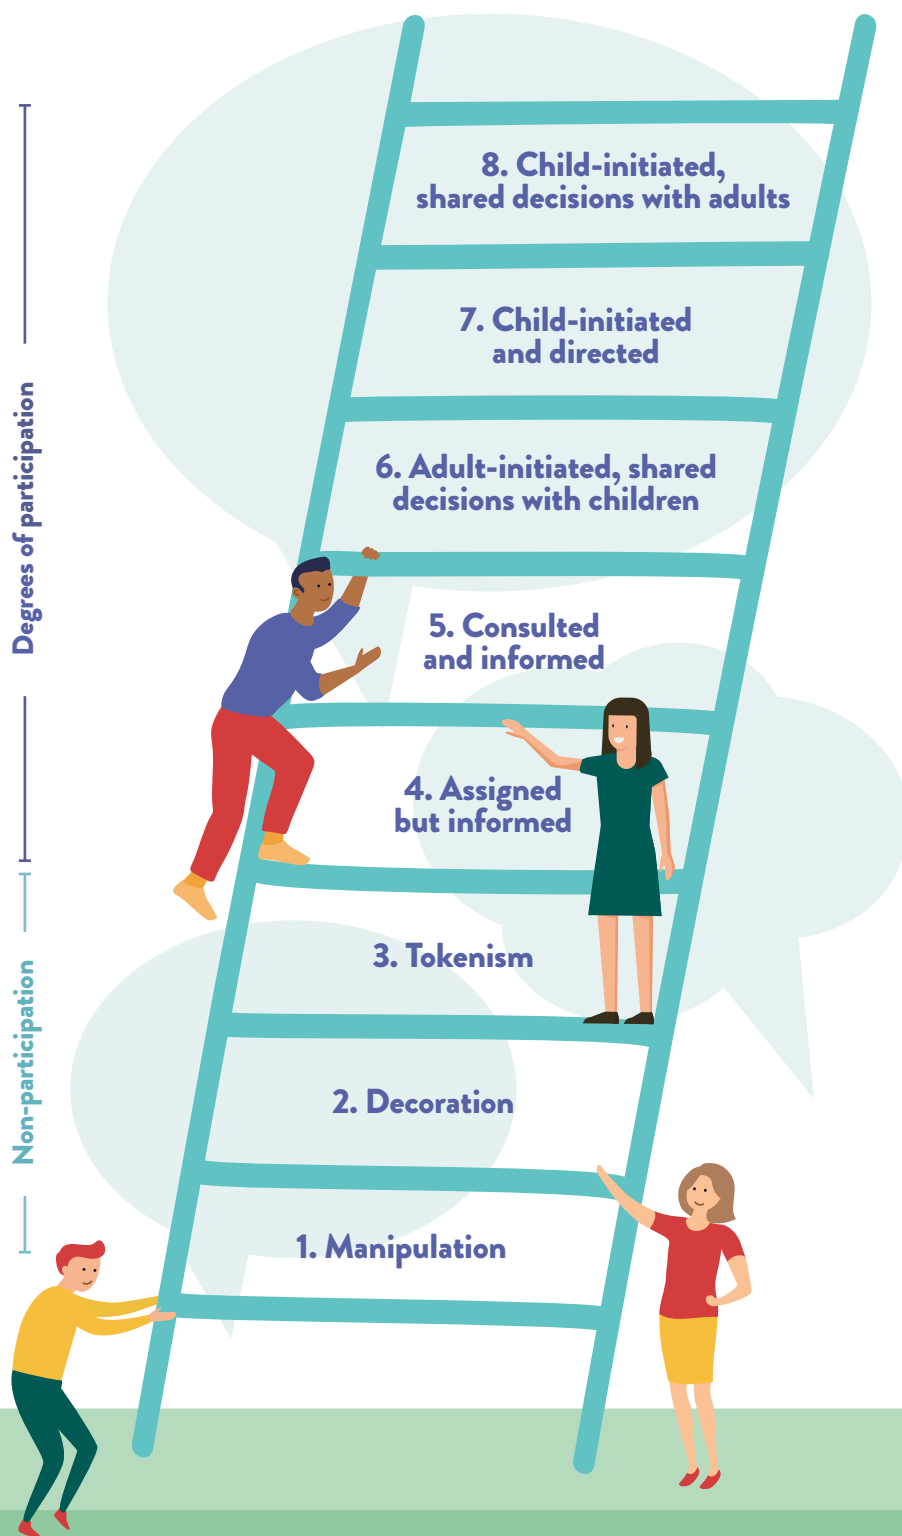 8. Child-initiated,
shared decisions with adults
7. Child-initiated
and directed
6. Adult-initiated, shared
decisions with children
5. Consulted
and informed
4. Assigned
but informed
3. Tokenism
2. Decoration
1. Manipulation
Degrees of participation
Non-participation